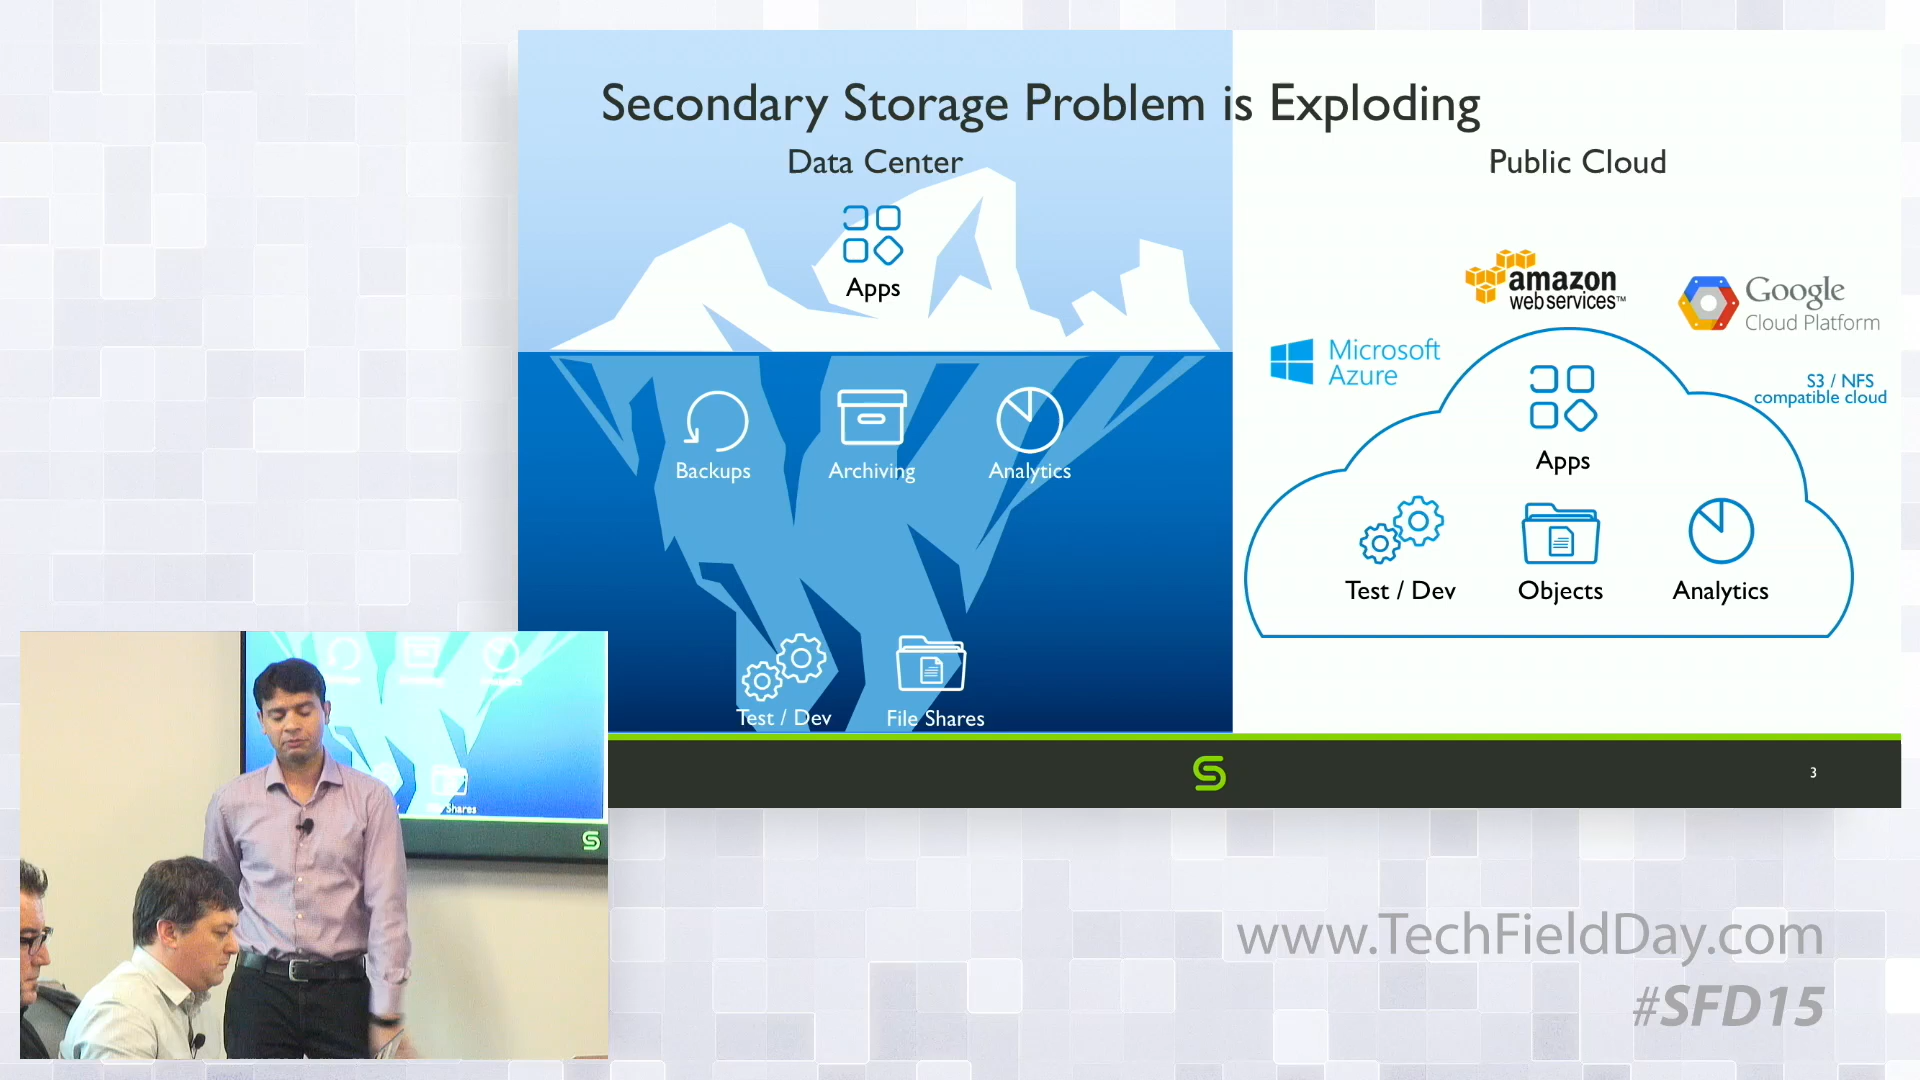 Secondary Storage Problem is Exploding
Data Center
Public Cloud
Apps
amazon
web services™
Google
Cloud Platform
Microsoft
Azure
S3 / NFS
compatible cloud
Apps
Backups
Archiving
Analytics
Test / Dev
Objects
Analytics
Test / Dev
File Shares
3
Shares
www.TechFieldDay.com
#SFD15